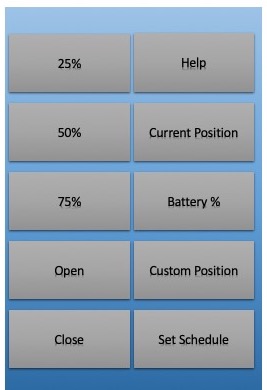 25%
Help
50%
Current Position
75%
Battery %
Open
Custom Position
Close
Set Schedule